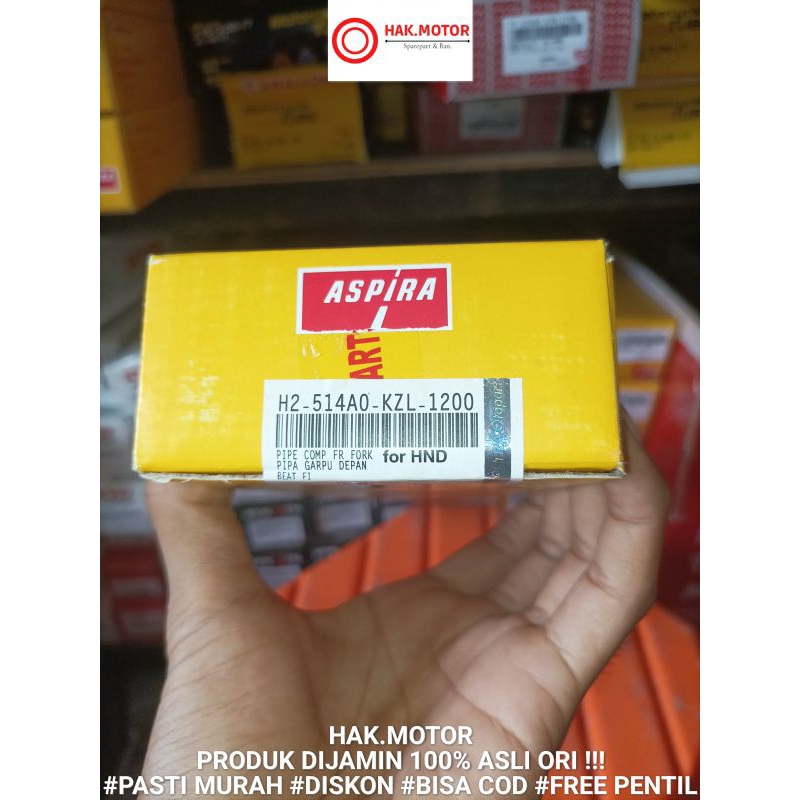 HAK.MOTOR
Sparepart & Ban
ASPIRA
PART
H2-514A0-KZL-1200
PIPE COMP FR FORK for HND
PIPA GARPU DEPAN
BEAT FI
HAK.MOTOR
PRODUK DIJAMIN 100% ASLI ORI !!!
#PASTI MURAH #DISKON #BISA COD #FREE PENTIL